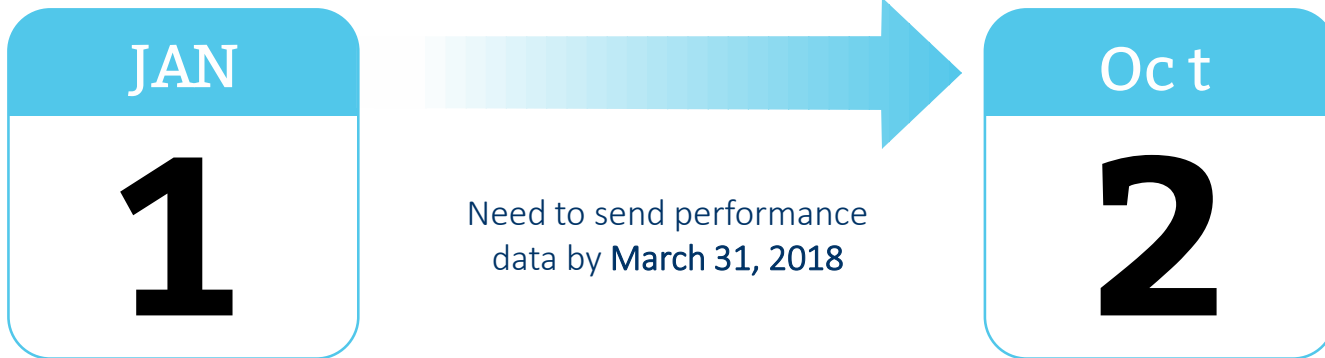 JAN
1
Need to send performance
data by March 31, 2018
Oc t
2